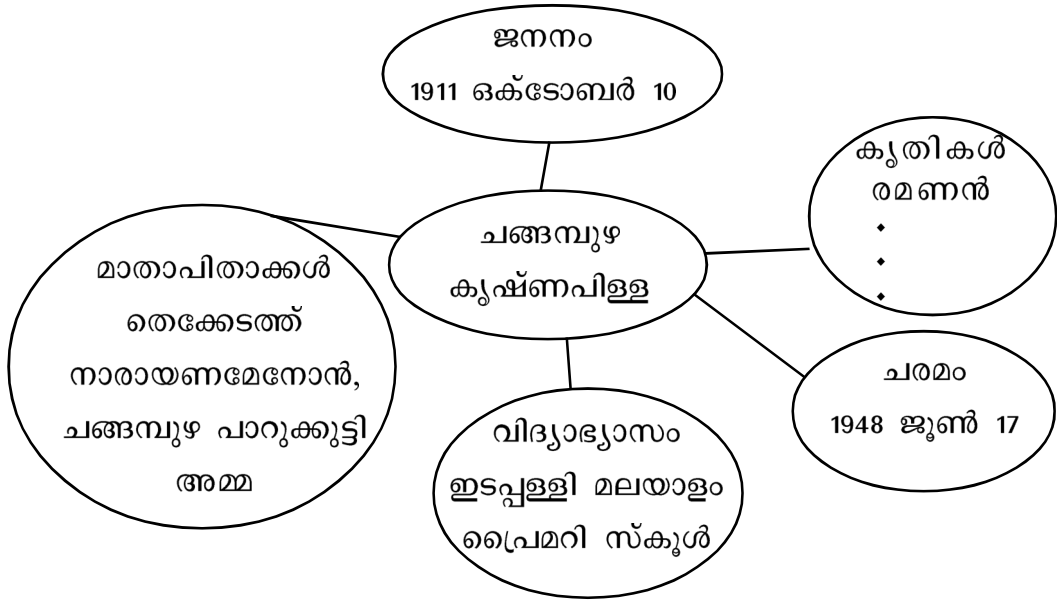 ജനനം
1911 ഒക്ടോബർ 10
ചങ്ങമ്പുഴ
കൃഷ്ണപിള്ള
കൃതികൾ
രമണൻ
മാതാപിതാക്കൾ
തെക്കേടത്ത്
നാരായണമേനോൻ,
ചങ്ങമ്പുഴ പാറുക്കുട്ടി
അമ്മ
ചരമം
1948 ജൂൺ 17
വിദ്യാഭ്യാസം
ഇടപ്പള്ളി മലയാളം
പ്രൈമറി സ്കൂൾ